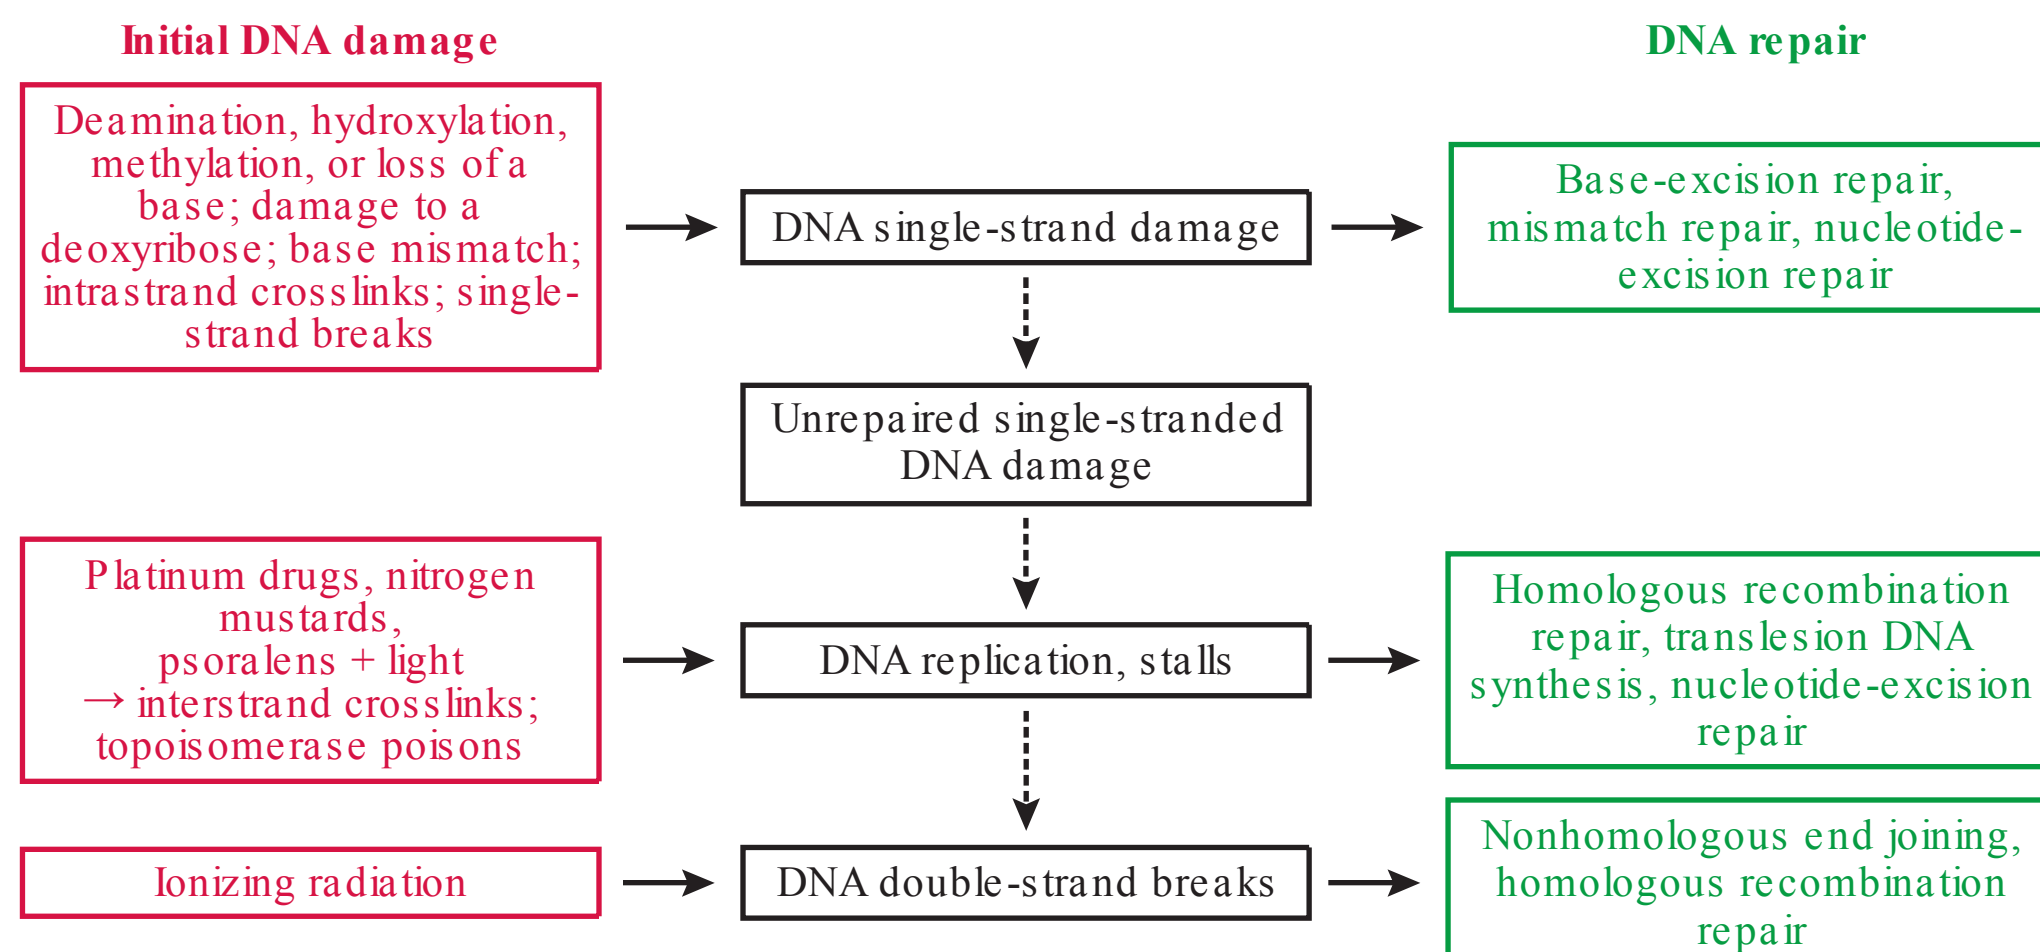 Initial DNA damage
DNA repair
Deamination, hydroxylation,
methylation, or loss of a
base; damage to a
deoxyribose; base mismatch;
intrastrand crosslinks; single-
strand breaks
DNA single-strand damage
Base-excision repair,
mismatch repair, nucleotide-
excision repair
Unrepaired single-stranded
DNA damage
Platinum drugs, nitrogen
mustards,
psoralens + light
→ interstrand crosslinks;
topoisomerase poisons
DNA replication, stalls
Homologous recombination
repair, translesion DNA
synthesis, nucleotide-excision
repair
Ionizing radiation
DNA double-strand breaks
Nonhomologous end joining,
homologous recombination
repair